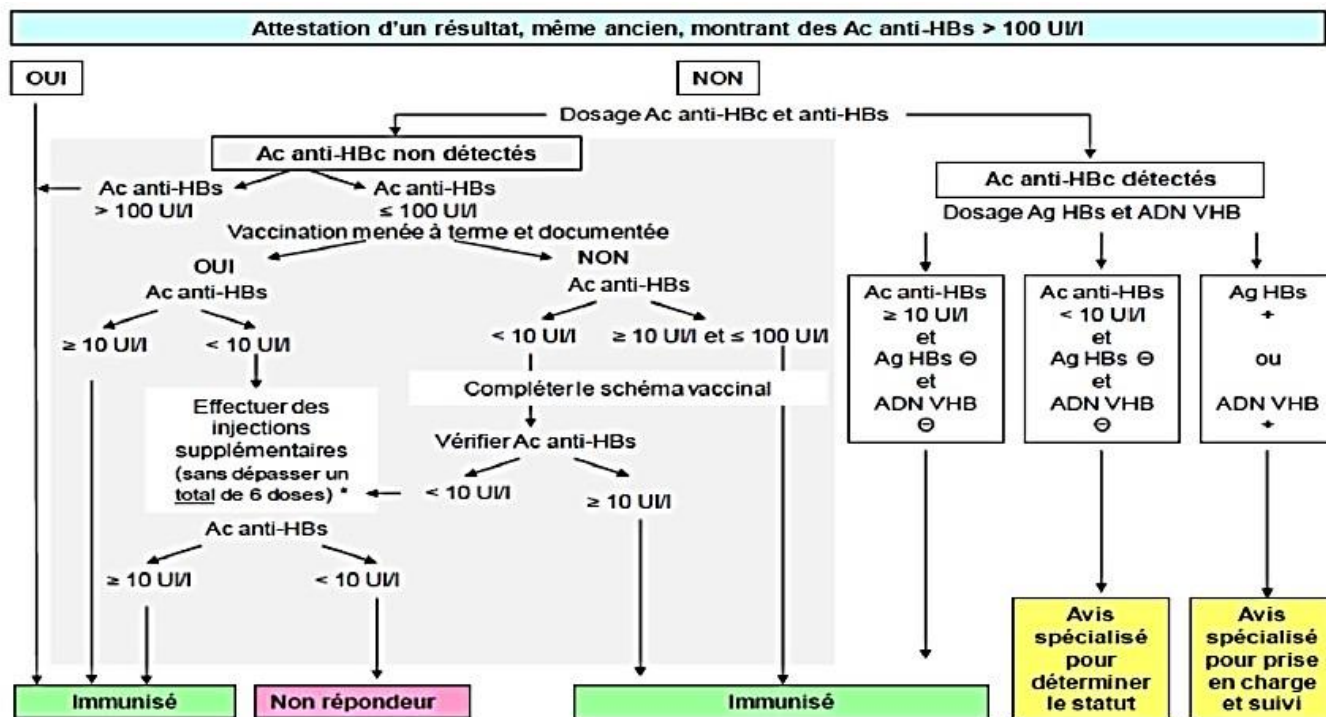 Attestation d'un résultat, même ancien, montrant des Ac anti-HBs > 100 UI/l
OUI
NON
Dosage Ac anti-HBc et anti-HBs
Ac anti-HBc non détectés
Ac anti-HBs
> 100 UI/l
Ac anti-HBs
≤ 100 UI/l
Vaccination menée à terme et documentée
OUI
Ac anti-HBs
≥ 10 UI/l
< 10 UI/l
Effectuer des
injections
supplémentaires
(sans dépasser un
total de 6 doses) *
Ac anti-HBs
≥ 10 UI/l
< 10 UI/l
NON
Ac anti-HBs
< 10 UI/l
≥ 10 UI/l et ≤ 100 UI/l
Compléter le schéma vaccinal
Vérifier Ac anti-HBs
< 10 UI/l
≥ 10 UI/l
Ac anti-HBc détectés
Dosage Ag HBs et ADN VHB
Ac anti-HBs
≥ 10 UI/l
et
Ag HBs ⊖
et
ADN VHB
⊖
Ac anti-HBs
< 10 UI/l
et
Ag HBs ⊖
et
ADN VHB
⊖
Ag HBs
+
ou
ADN VHB
+
Immunisé
Non répondeur
Immunisé
Avis
spécialisé
pour
déterminer
le statut
Avis
spécialisé
pour prise
en charge
et suivi